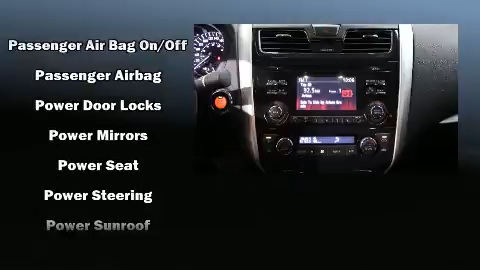 Passenger Air Bag On/Off
Passenger Airbag
Power Door Locks
Power Mirrors
Power Seat
Power Steering
Power Sunroof